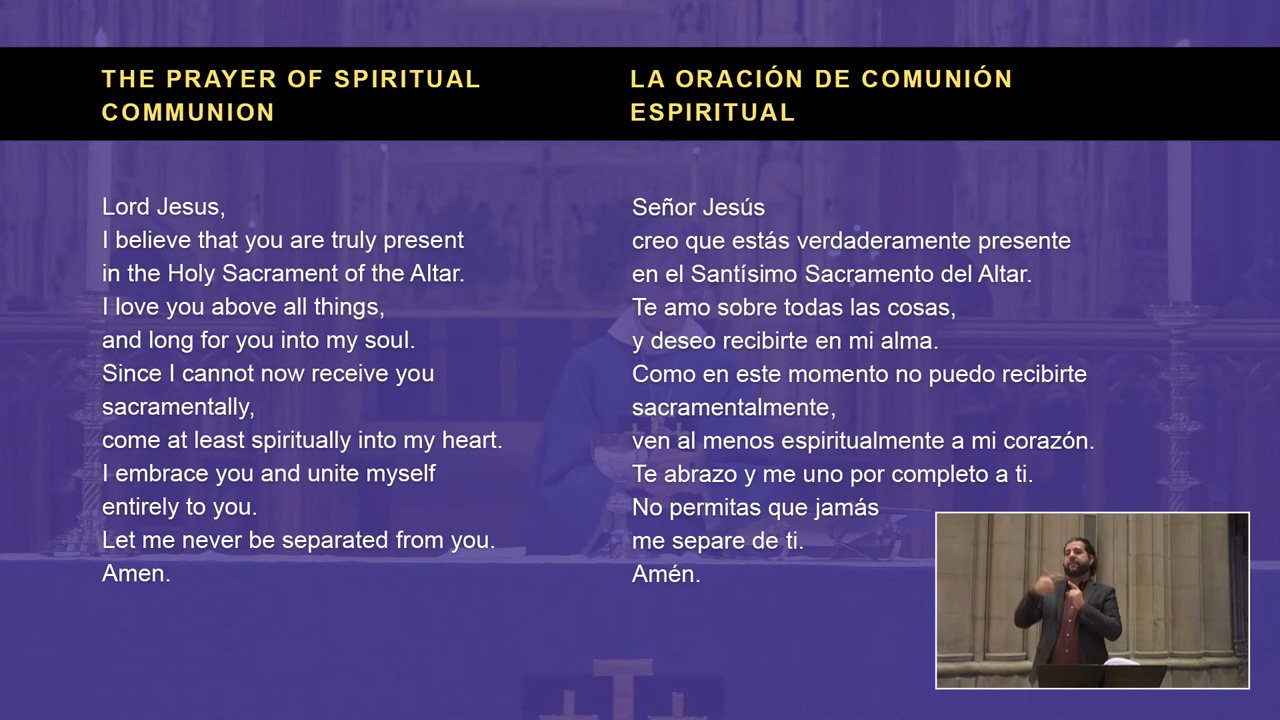 THE PRAYER OF SPIRITUAL
COMMUNION
Lord Jesus,
I believe that you are truly present
in the Holy Sacrament of the Altar.
I love you above all things,
and long for you into my soul.
Since I cannot now receive you
sacramentally,
come at least spiritually into my heart.
I embrace you and unite myself
entirely to you.
Let me never be separated from you.
Amen.
LA ORACIÓN DE COMUNIÓN
ESPIRITUAL
Señor Jesús
creo que estás verdaderamente presente
en el Santísimo Sacramento del Altar.
Te amo sobre todas las cosas,
y deseo recibirte en mi alma.
Como en este momento no puedo recibirte
sacramentalmente,
ven al menos espiritualmente a mi corazón.
Te abrazo y me uno por completo a ti.
No permitas que jamás
me separe de ti.
Amén.